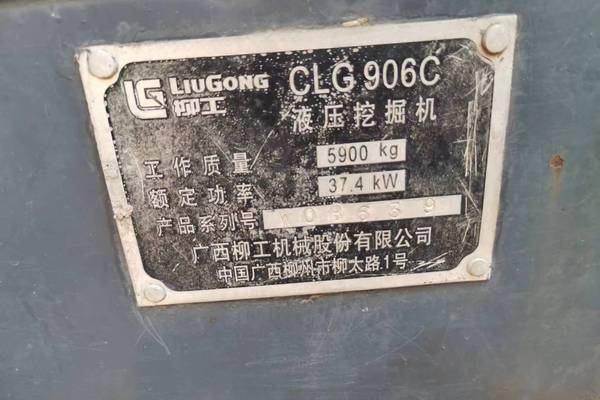 LIUGONG CLG 906C
柳工 液压挖掘机
工作质量 5900 kg
额定功率 37.4 kW
产品系列号
广西柳工机械股份有限公司
中国广西柳州市柳太路1号